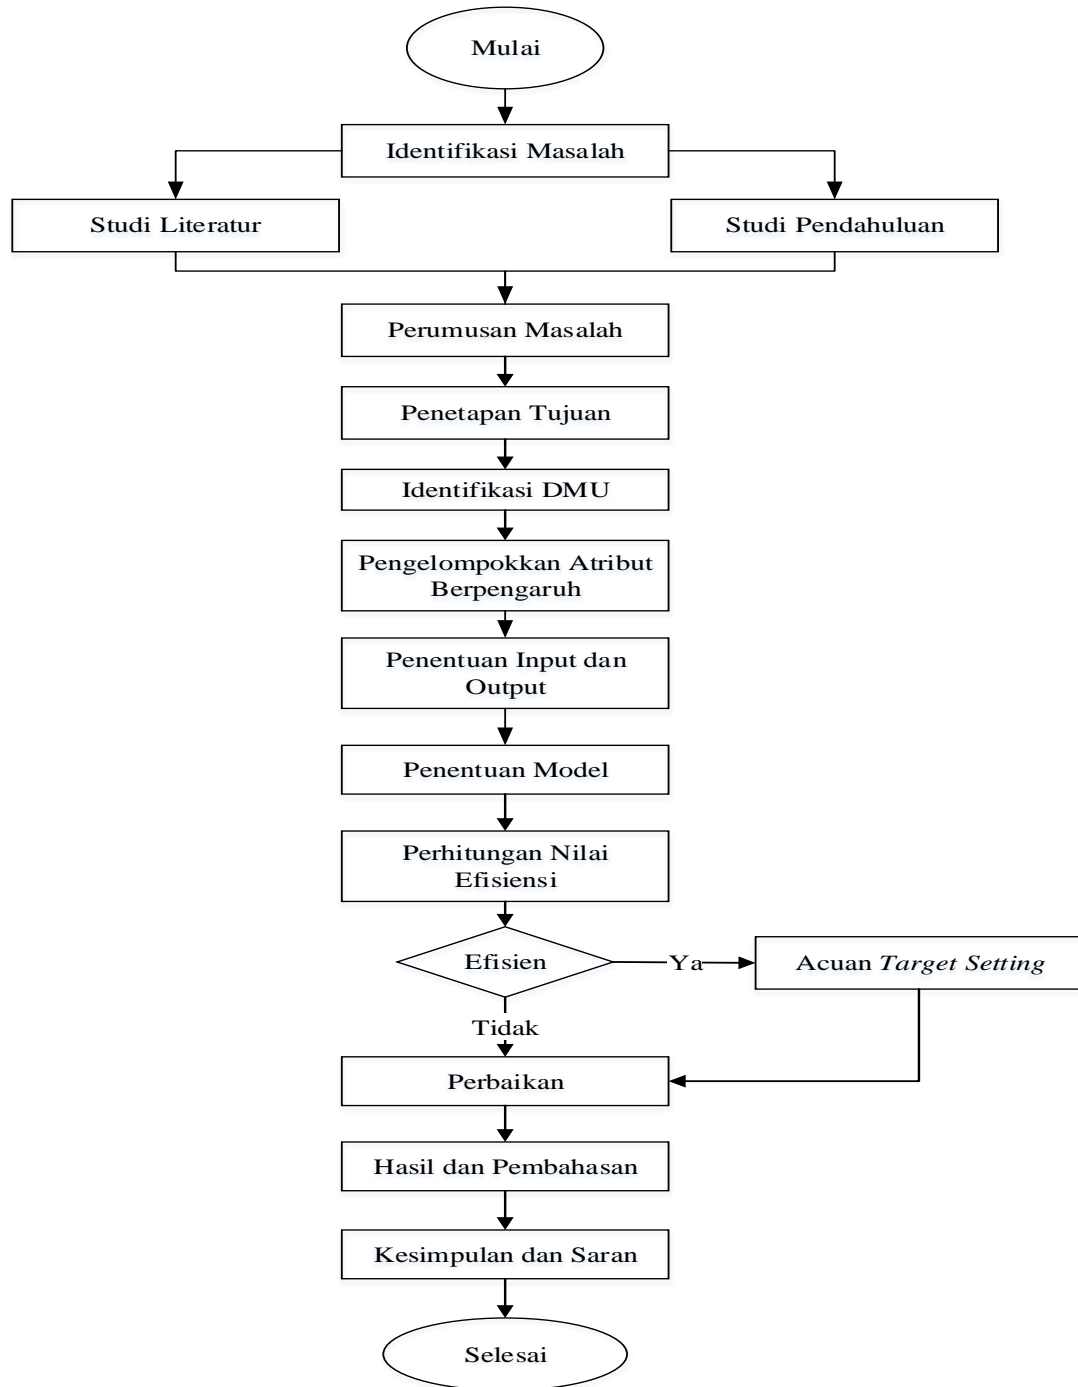 Mulai
Identifikasi Masalah
Studi Literatur
Studi Pendahuluan
Perumusan Masalah
Penetapan Tujuan
Identifikasi DMU
Pengelompokkan Atribut
Berpengaruh
Penentuan Input dan
Output
Penentuan Model
Perhitungan Nilai
Efisiensi
Efisien
Ya
Acuan Target Setting
Tidak
Perbaikan
Hasil dan Pembahasan
Kesimpulan dan Saran
Selesai